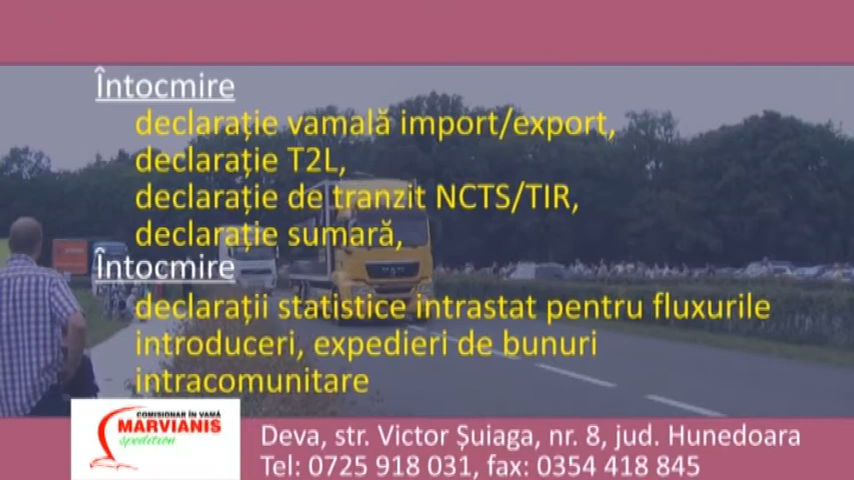 Întocmire
declarație vamală import/export,
declarație T2L,
declarație de tranzit NCTS/TIR,
declarație sumară,
Întocmire
declarații statistice intrastat pentru fluxurile
introduceri, expedieri de bunuri
intracomunitare
COMISIONAR ÎN VAMĂ
MARVIANIS
spedition
Deva, str. Victor Șuiaga, nr. 8, jud. Hunedoara
Tel: 0725 918 031, fax: 0354 418 845